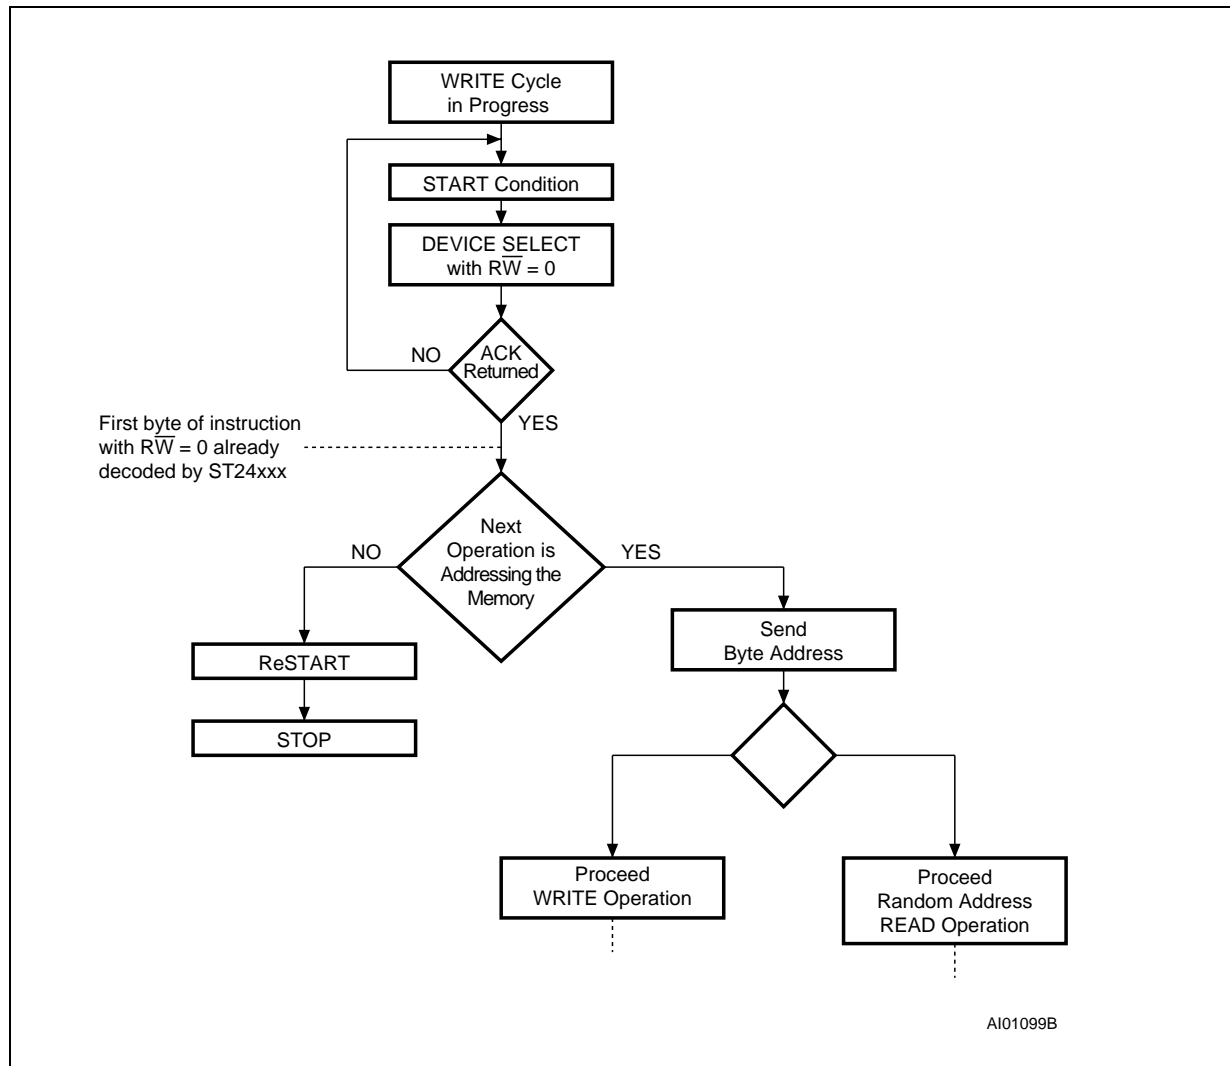 WRITE Cycle
in Progress
START Condition
DEVICE SELECT
with RW̅ = 0
NO
ACK
Returned
YES
First byte of instruction
with RW̅ = 0 already
decoded by ST24xxx
NO
Next
Operation is
Addressing the
Memory
YES
Send
Byte Address
ReSTART
STOP
Proceed
WRITE Operation
Proceed
Random Address
READ Operation
AI01099B